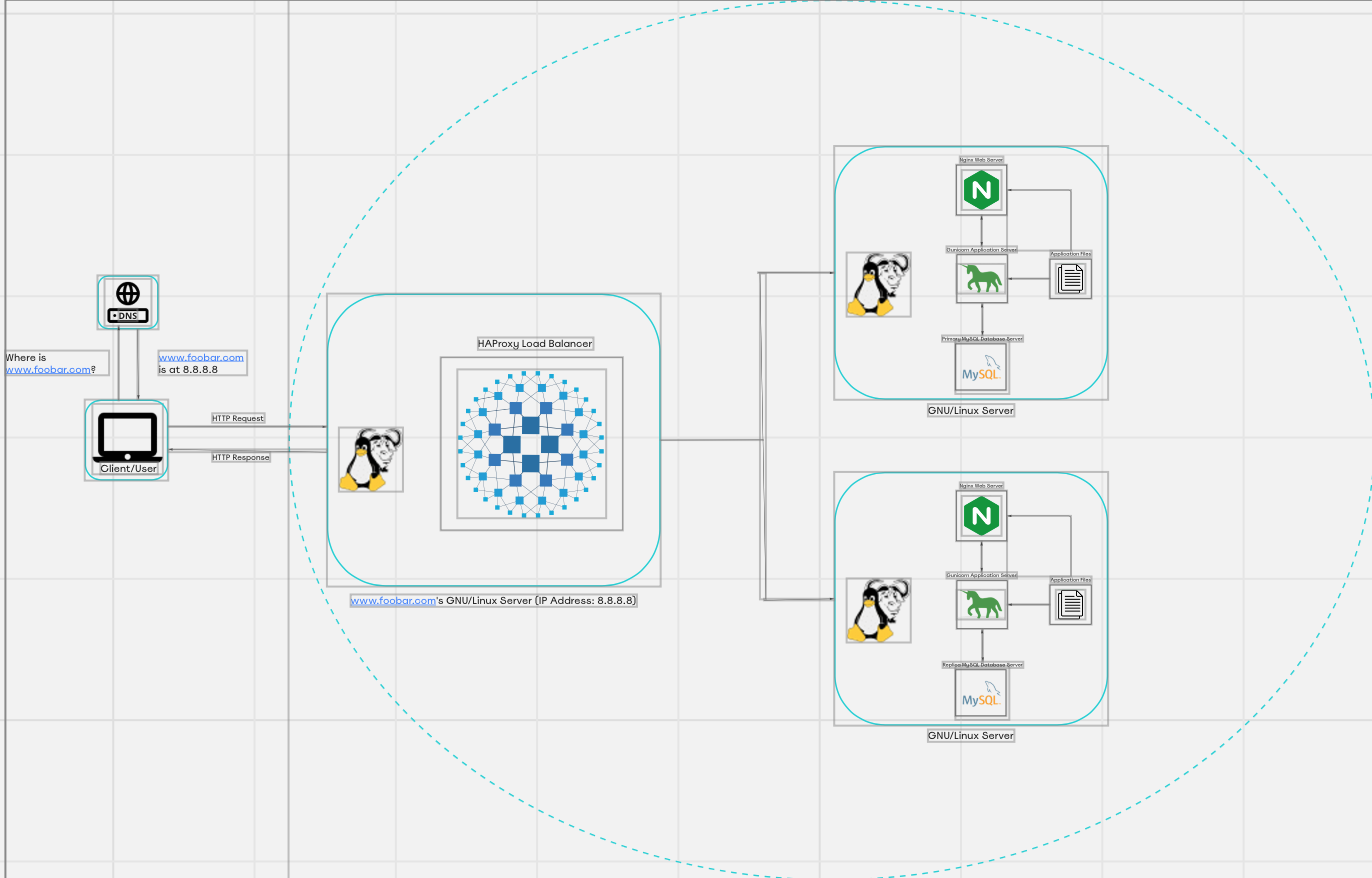 DNS
Where is
www.foobar.com?
www.foobar.com
is at 8.8.8.8
Client/User
HTTP Request
HTTP Response
HAProxy Load Balancer
www.foobar.com's GNU/Linux Server (IP Address: 8.8.8.8)
Nginx Web Server
N
Gunicorn Application Server
Application Files
Primary MySQL Database Server
MySQL
GNU/Linux Server
Nginx Web Server
N
Gunicorn Application Server
Application Files
Replica MySQL Database Server
MySQL
GNU/Linux Server